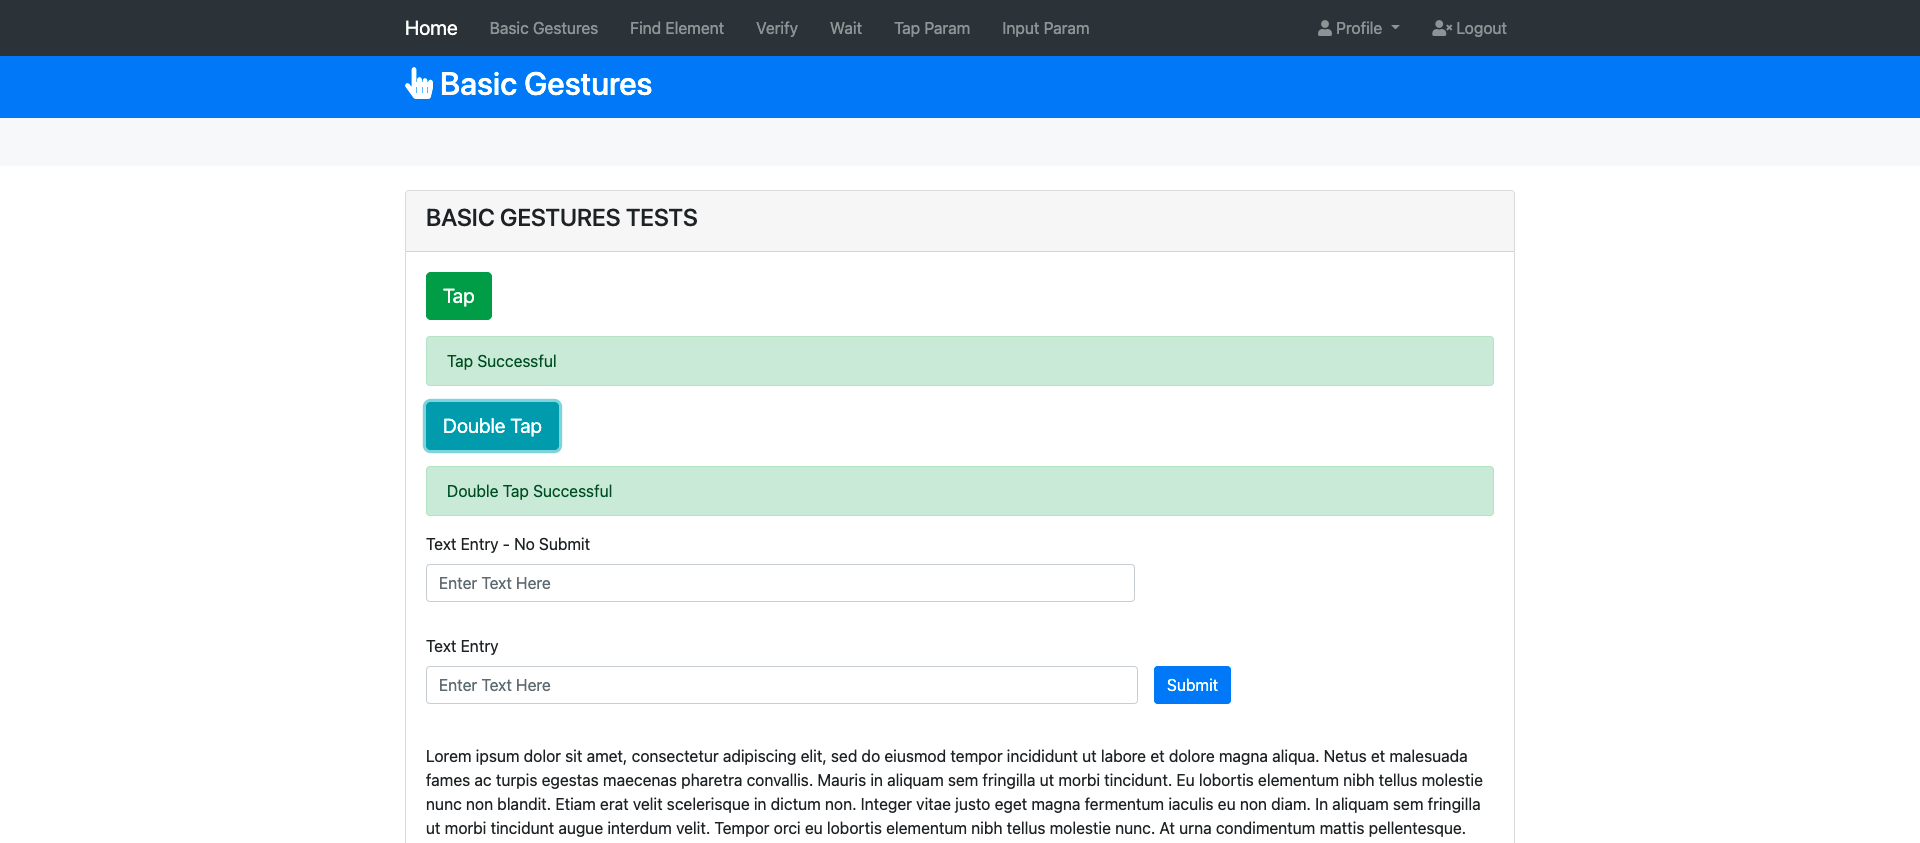 Home Basic Gestures Find Element Verify Wait Tap Param Input Param Profile Logout
Basic Gestures
BASIC GESTURES TESTS
Tap
Tap Successful
Double Tap
Double Tap Successful
Text Entry - No Submit
Enter Text Here
Text Entry
Enter Text Here Submit
Lorem ipsum dolor sit amet, consectetur adipiscing elit, sed do eiusmod tempor incididunt ut labore et dolore magna aliqua. Netus et malesuada
fames ac turpis egestas maecenas pharetra convallis. Mauris in aliquam sem fringilla ut morbi tincidunt. Eu lobortis elementum nibh tellus molestie
nunc non blandit. Etiam erat velit scelerisque in dictum non. Integer vitae justo eget magna fermentum iaculis eu non diam. In aliquam sem fringilla
ut morbi tincidunt augue interdum velit. Tempor orci eu lobortis elementum nibh tellus molestie nunc. At urna condimentum mattis pellentesque.